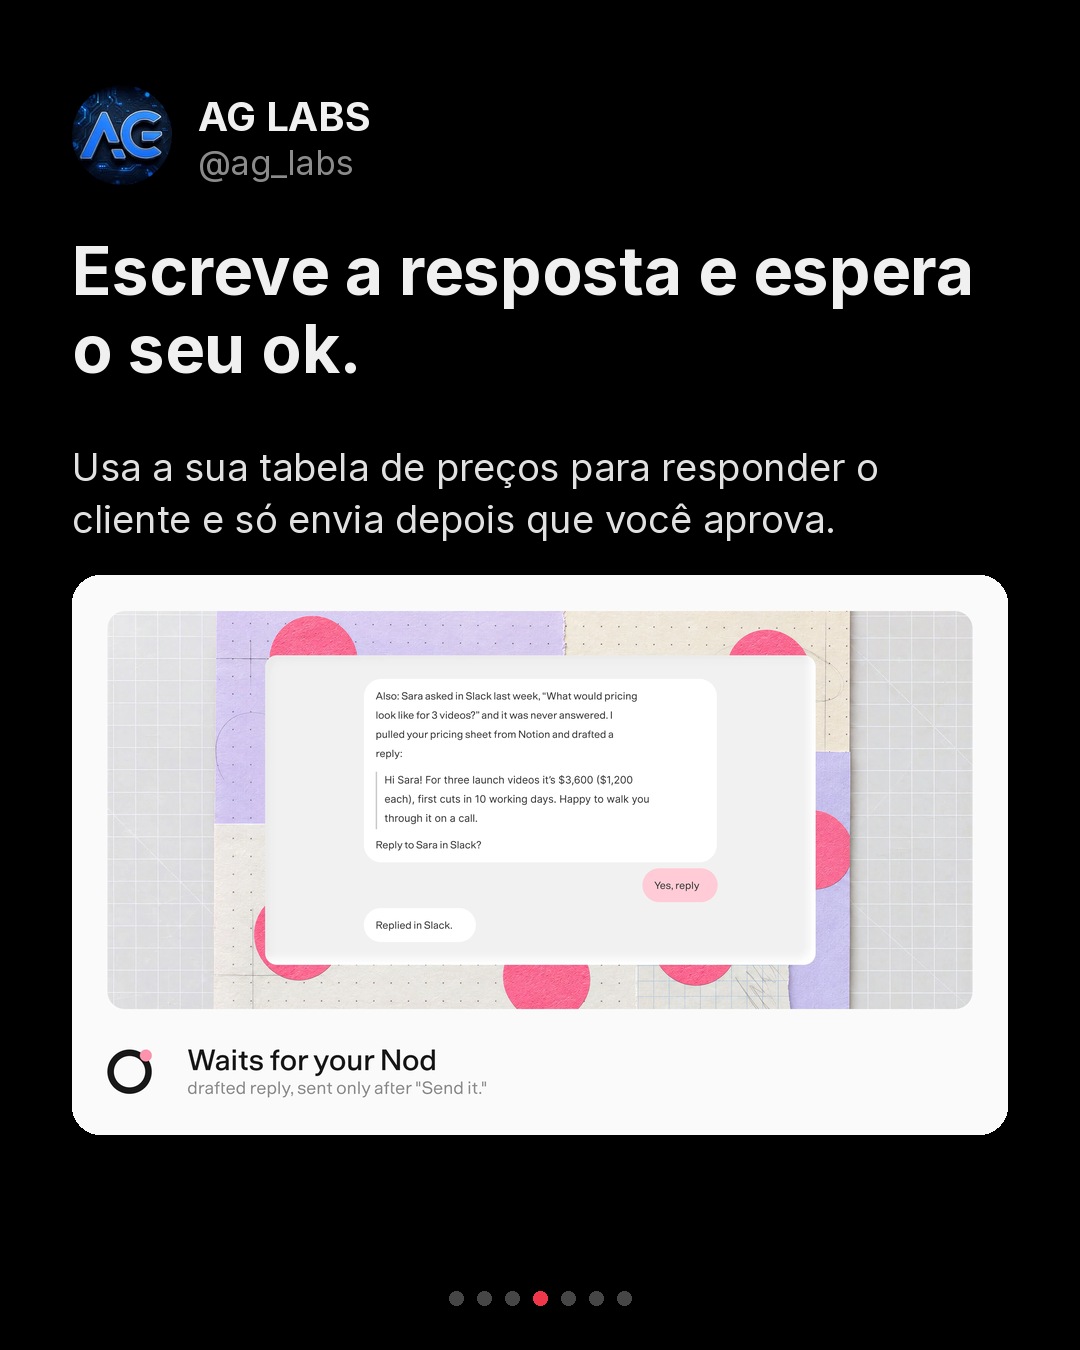 AG
AG LABS
@ag_labs
Escreve a resposta e espera
o seu ok.
Usa a sua tabela de preços para responder o
cliente e só envia depois que você aprova.
Also: Sara asked in Slack last week, "What would pricing
look like for 3 videos?" and it was never answered. I
pulled your pricing sheet from Notion and drafted a
reply:
Hi Sara! For three launch videos it's $3,600 ($1,200
each), first cuts in 10 working days. Happy to walk you
through it on a call.
Reply to Sara in Slack?
Yes, reply
Replied in Slack.
Waits for your Nod
drafted reply, sent only after "Send it."